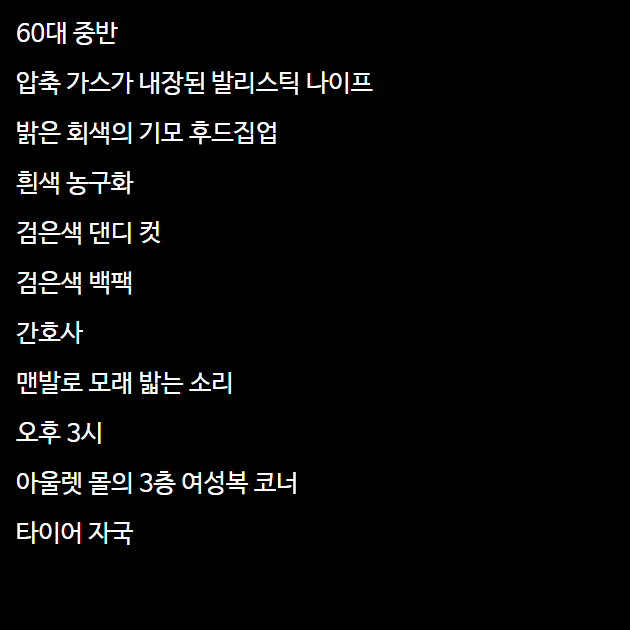 60대 중반
압축 가스가 내장된 발리스틱 나이프
밝은 회색의 기모 후드집업
흰색 농구화
검은색 댄디 컷
검은색 백팩
간호사
맨발로 모래 밟는 소리
오후 3시
아울렛 몰의 3층 여성복 코너
타이어 자국